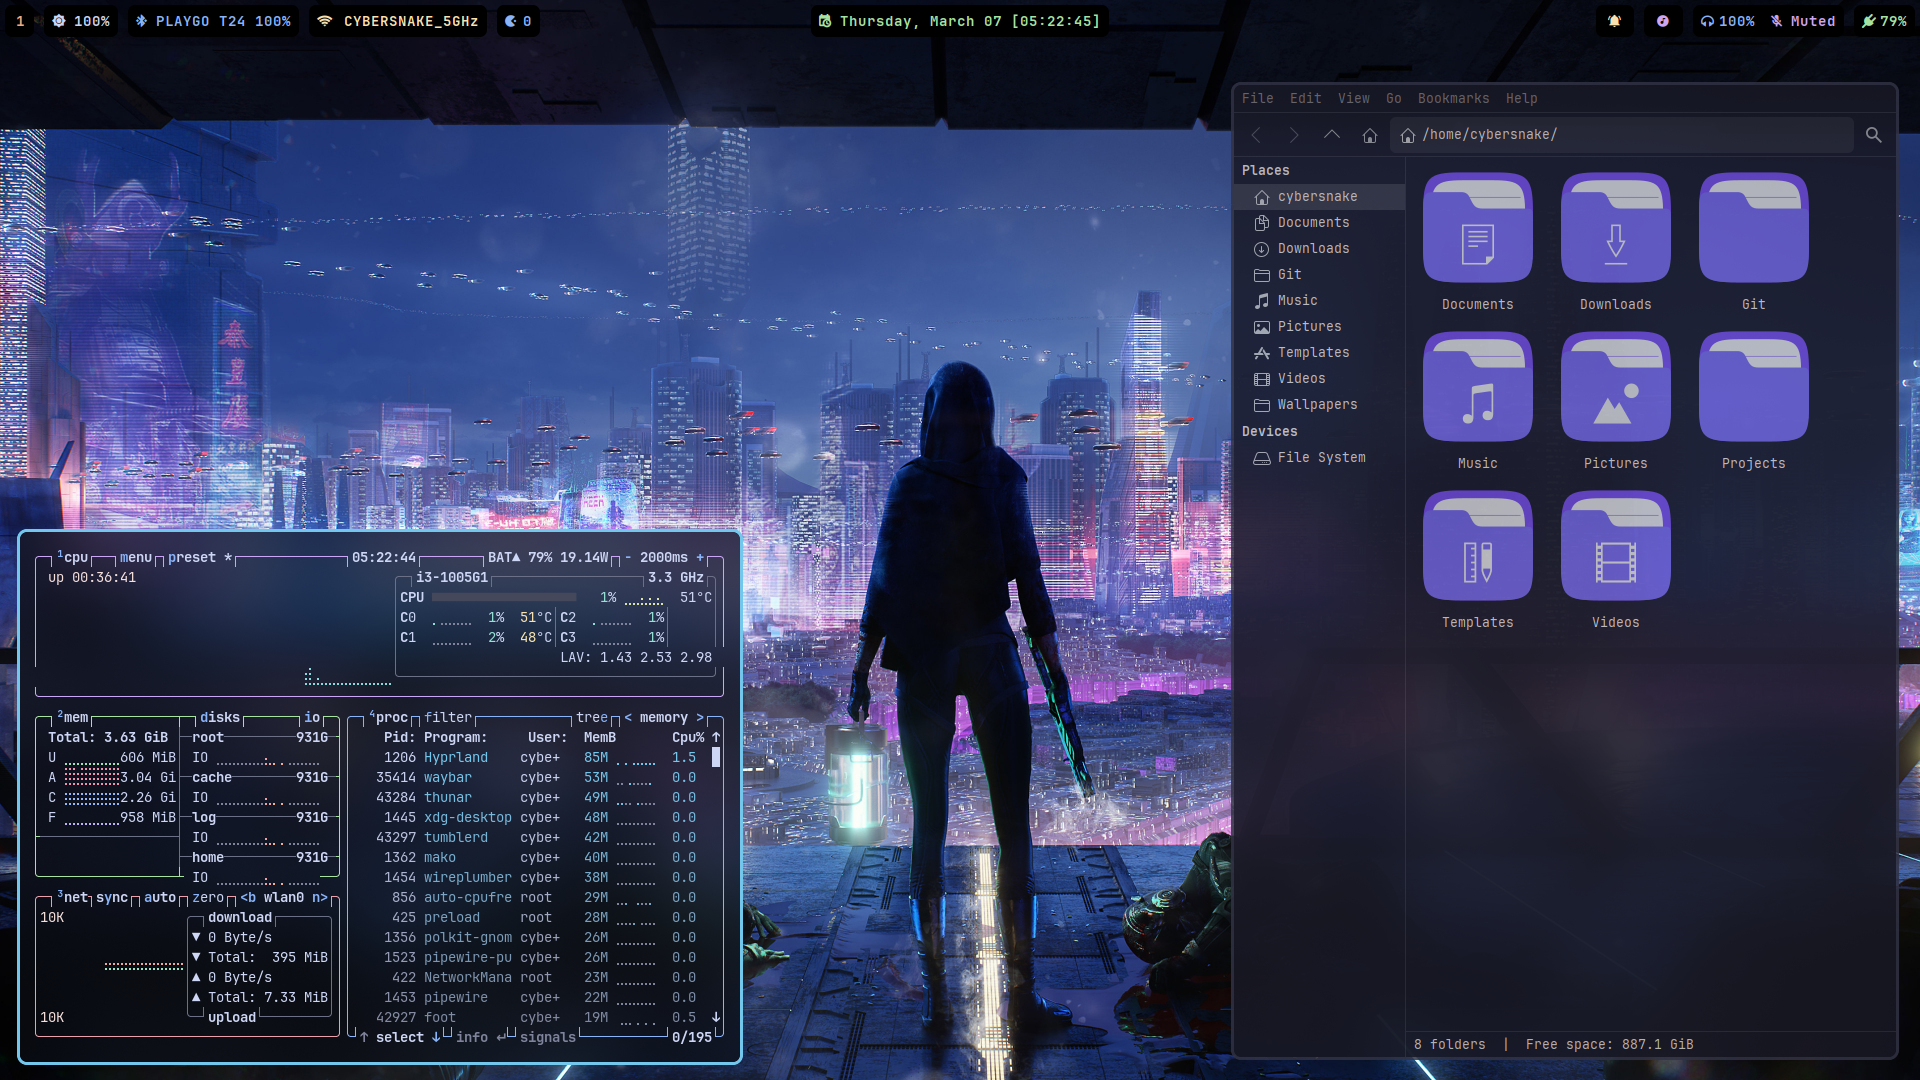 1 100% PLAYGO T24 100% CYBERSNAKE_5GHz 0 Thursday, March 07 [05:22:45] 100% Muted 79%
File Edit View Go Bookmarks Help
/home/cybersnake/
Places
cybersnake
Documents
Downloads
Git
Music
Pictures
Templates
Videos
Wallpapers
Devices
File System
Documents Downloads Git
Music Pictures Projects
Templates Videos
8 folders | Free space: 887.1 GiB
1cpu menu preset * 05:22:44 BAT▲ 79% 19.14W - 2000ms +
up 00:36:41 i3-1005G1 3.3 GHz
CPU 1% 51°C
C0 1% 51°C C2 1%
C1 2% 48°C C3 1%
LAV: 1.43 2.53 2.98
2mem disks io
Total: 3.63 GiB root 931G
U 606 MiB IO
A 3.04 Gi cache 931G
C 2.26 Gi IO
F 958 MiB log 931G
IO
home 931G
IO
3net sync auto zero <b wlan0 n>
10K download
▼ 0 Byte/s
▼ Total: 395 MiB
▲ 0 Byte/s
▲ Total: 7.33 MiB
10K upload
4proc filter tree < memory >
Pid: Program: User: MemB Cpu% ↑
1206 Hyprland cybe+ 85M 1.5
35414 waybar cybe+ 53M 0.0
43284 thunar cybe+ 49M 0.0
1445 xdg-desktop cybe+ 48M 0.0
43297 tumblerd cybe+ 42M 0.0
1362 mako cybe+ 40M 0.0
1454 wireplumber cybe+ 38M 0.0
856 auto-cpufre root 29M 0.0
425 preload root 28M 0.0
1356 polkit-gnom cybe+ 26M 0.0
1523 pipewire-pu cybe+ 26M 0.0
422 NetworkMana root 23M 0.0
1453 pipewire cybe+ 22M 0.0
42927 foot cybe+ 19M 0.5 ↓
↑ select ↓ info ↵ signals 0/195